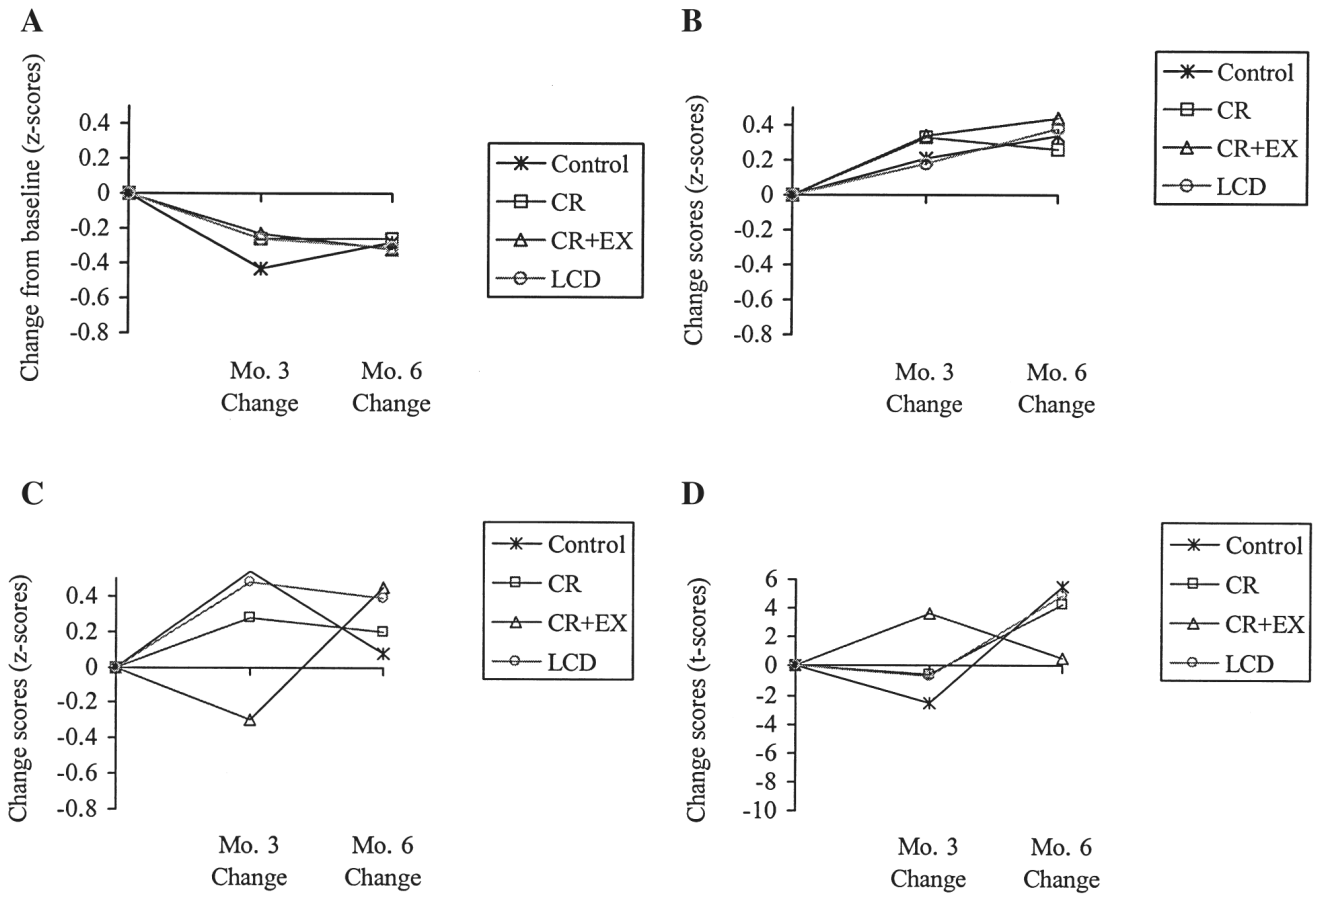 A
Change from baseline (z-scores)
0.4
0.2
0
-0.2
-0.4
-0.6
-0.8
Mo. 3
Change
Mo. 6
Change
Control
CR
CR+EX
LCD
B
Change scores (z-scores)
0.4
0.2
0
-0.2
-0.4
-0.6
-0.8
Mo. 3
Change
Mo. 6
Change
Control
CR
CR+EX
LCD
C
Change scores (z-scores)
0.4
0.2
0
-0.2
-0.4
-0.6
-0.8
Mo. 3
Change
Mo. 6
Change
Control
CR
CR+EX
LCD
D
Change scores (t-scores)
6
4
2
0
-2
-4
-6
-8
-10
Mo. 3
Change
Mo. 6
Change
Control
CR
CR+EX
LCD